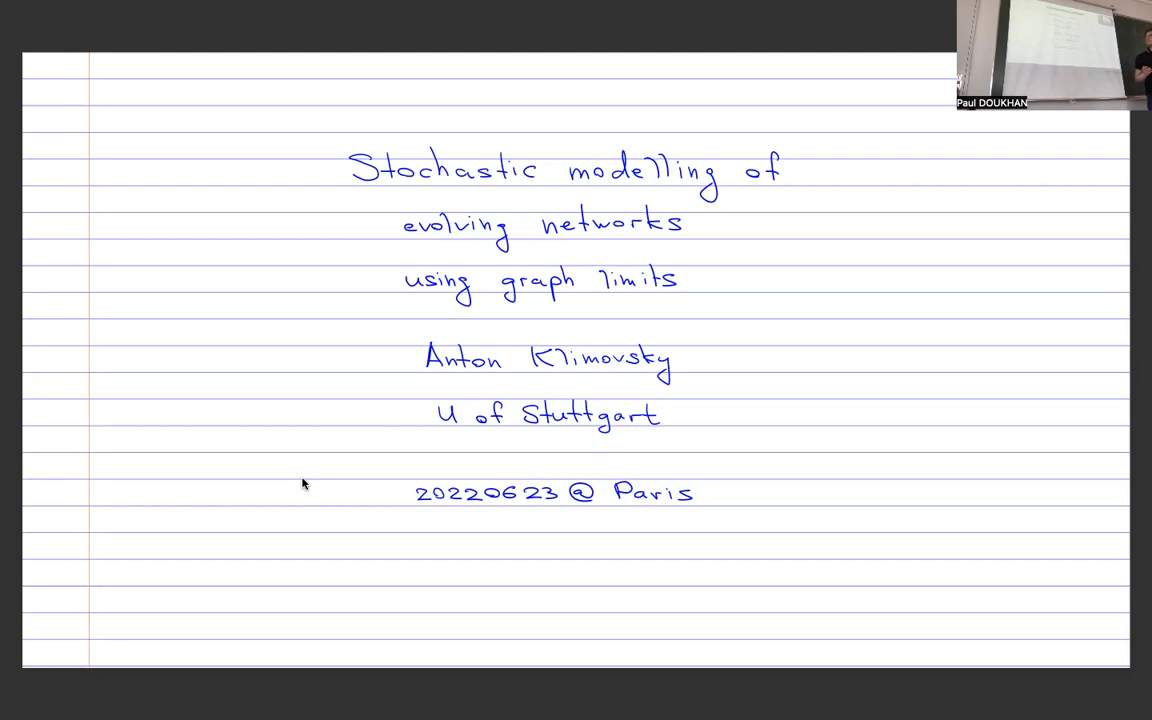 Paul DOUKHAN
Stochastic modelling of
evolving networks
using graph limits
Anton Klimovsky
U of Stuttgart
20220623 @ Paris